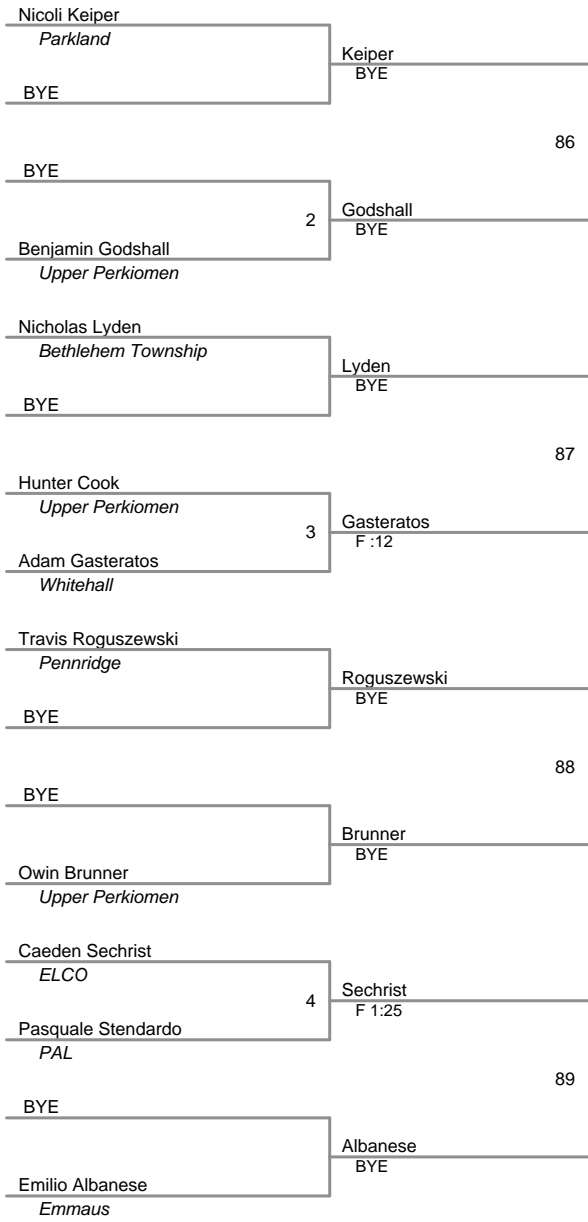 Nicoli Keiper
Parkland
Keiper
BYE
BYE
86
BYE
2
Godshall
BYE
Benjamin Godshall
Upper Perkiomen
Nicholas Lyden
Bethlehem Township
Lyden
BYE
BYE
87
Hunter Cook
Upper Perkiomen
3
Gasteratos
F :12
Adam Gasteratos
Whitehall
Travis Roguszewski
Pennridge
Roguszewski
BYE
BYE
88
BYE
Brunner
BYE
Owin Brunner
Upper Perkiomen
Caeden Sechrist
ELCO
4
Sechrist
F 1:25
Pasquale Stendardo
PAL
89
BYE
Albanese
BYE
Emilio Albanese
Emmaus